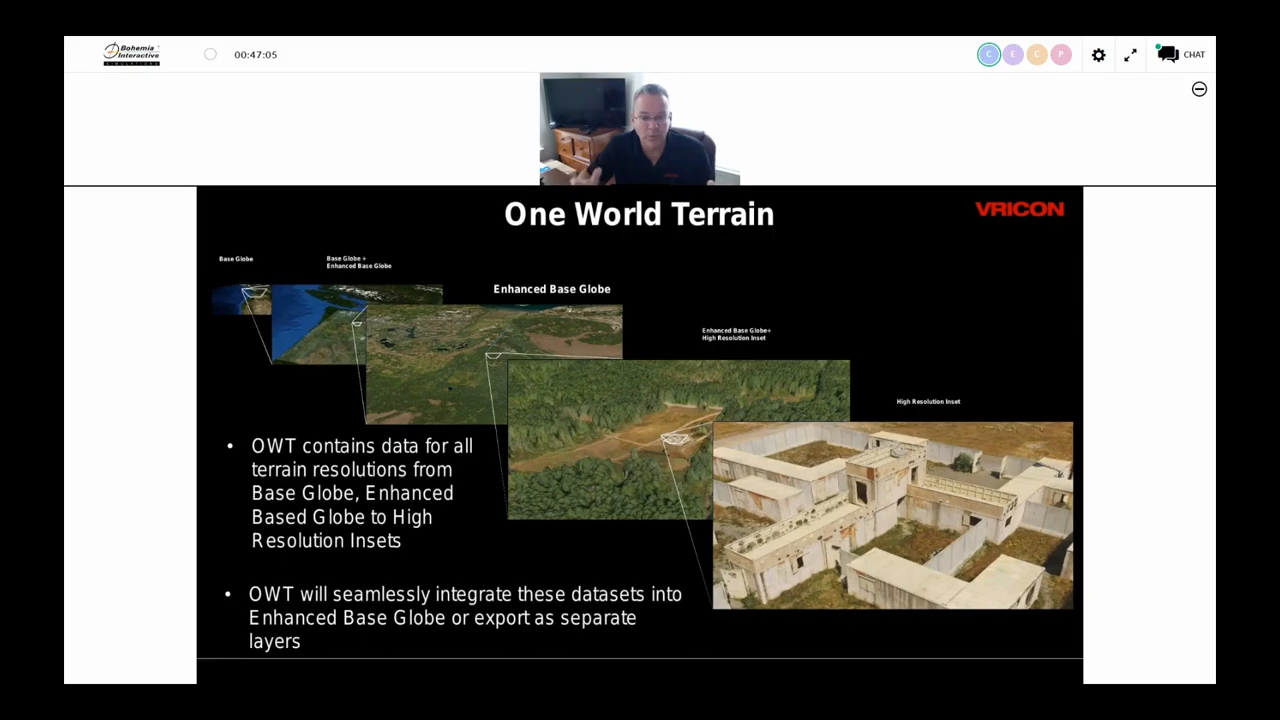 Bohemia
Interactive
SIMULATIONS
00:47:05
C
E
C
P
CHAT
One World Terrain
VRICON
Base Globe
Base Globe +
Enhanced Base Globe
Enhanced Base Globe
Enhanced Base Globe+
High Resolution Inset
High Resolution Inset
• OWT contains data for all
terrain resolutions from
Base Globe, Enhanced
Based Globe to High
Resolution Insets
• OWT will seamlessly integrate these datasets into
Enhanced Base Globe or export as separate
layers